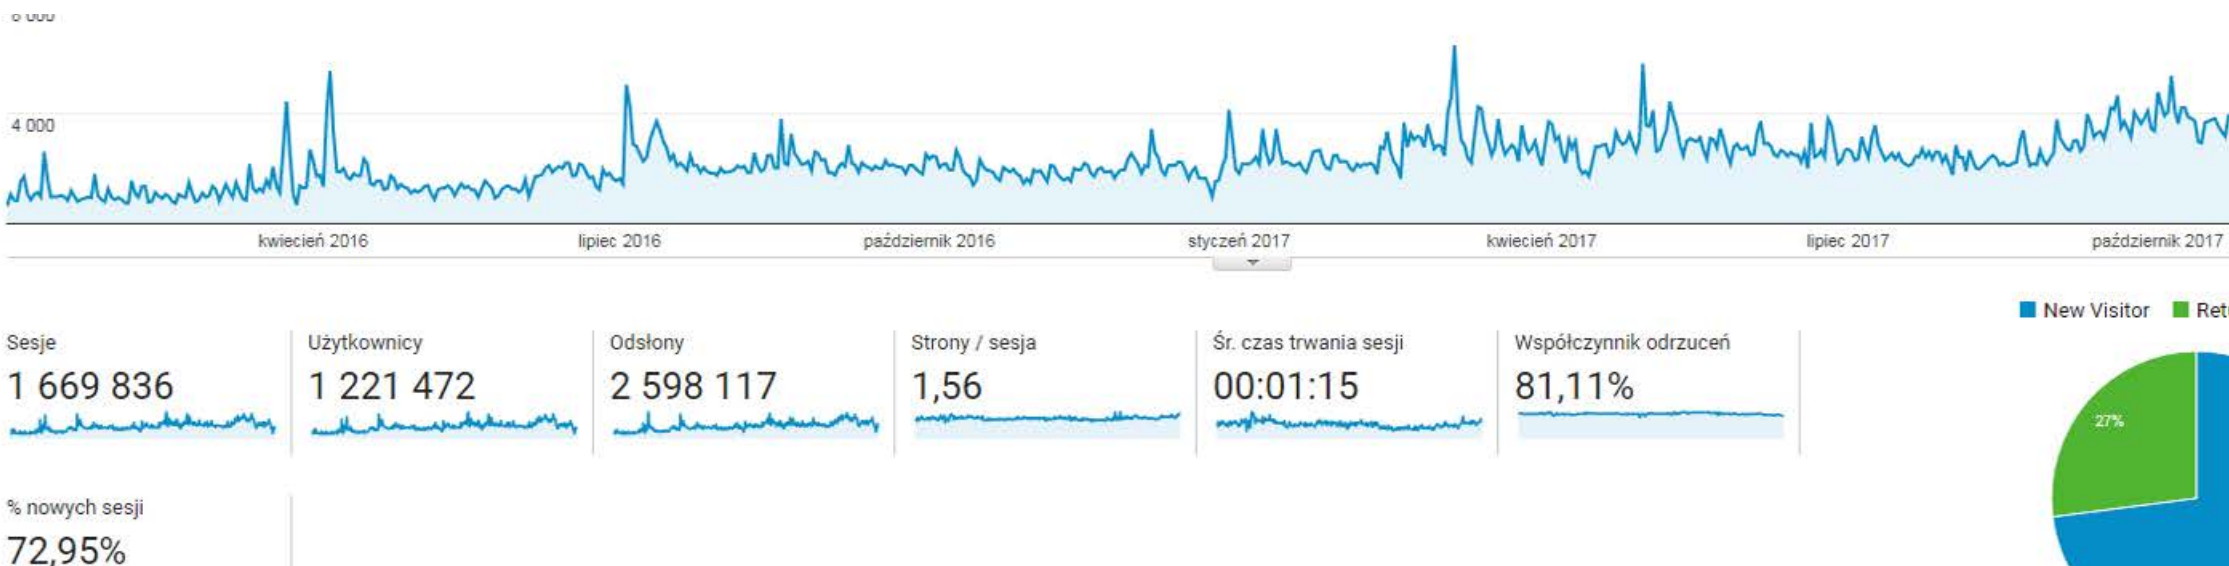 4 000
kwiecień 2016 lipiec 2016 październik 2016 styczeń 2017 kwiecień 2017 lipiec 2017 październik 2017
New Visitor
Sesje Użytkownicy Odsłony Strony / sesja Śr. czas trwania sesji Współczynnik odrzuceń
1 669 836 1 221 472 2 598 117 1,56 00:01:15 81,11%
27%
% nowych sesji
72,95%